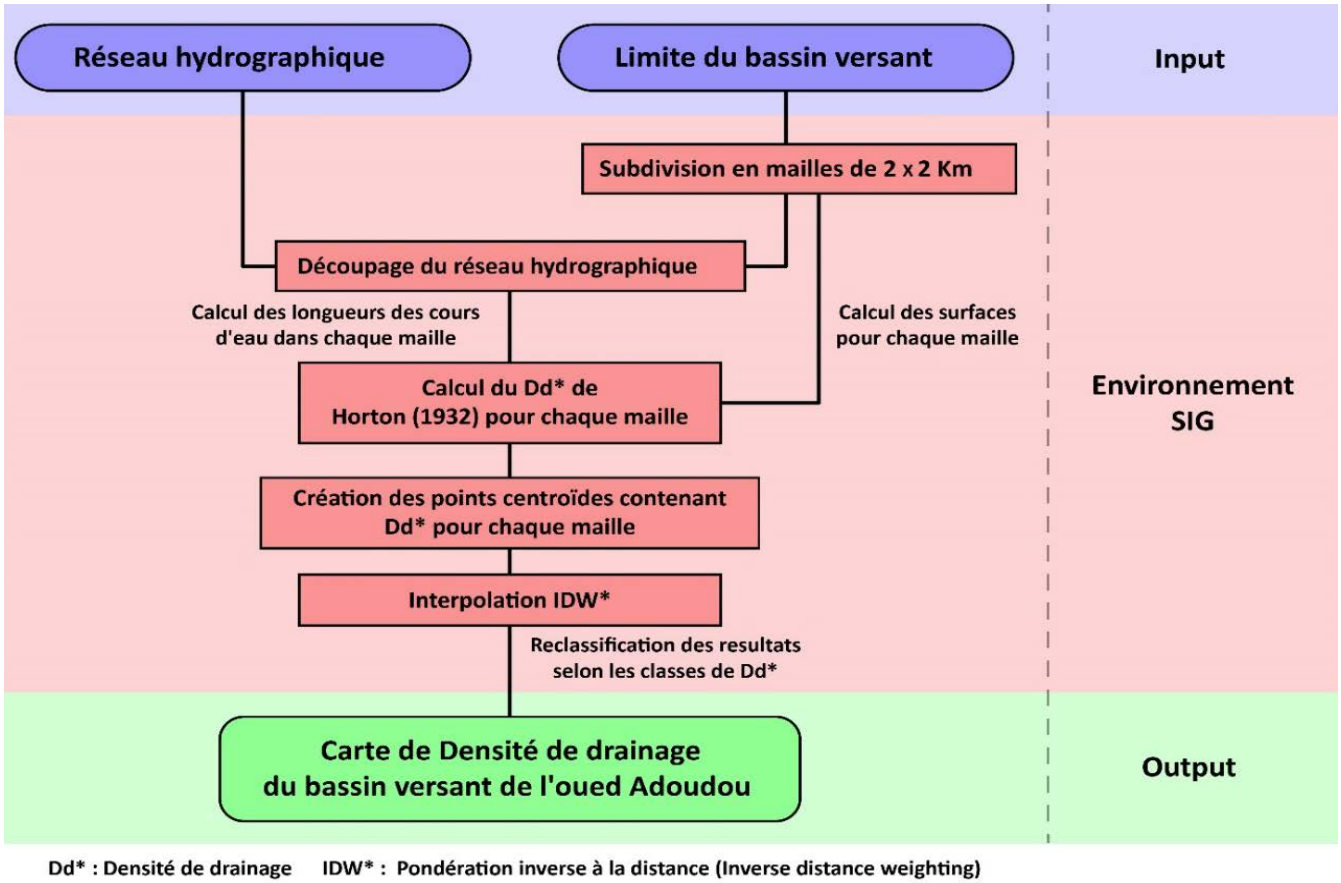 Réseau hydrographique
Limite du bassin versant
Input
Subdivision en mailles de 2 x 2 Km
Découpage du réseau hydrographique
Calcul des longueurs des cours
d'eau dans chaque maille
Calcul des surfaces
pour chaque maille
Calcul du Dd* de
Horton (1932) pour chaque maille
Environnement
SIG
Création des points centroïdes contenant
Dd* pour chaque maille
Interpolation IDW*
Reclassification des resultats
selon les classes de Dd*
Carte de Densité de drainage
du bassin versant de l'oued Adoudou
Output
Dd* : Densité de drainage IDW* : Pondération inverse à la distance (Inverse distance weighting)